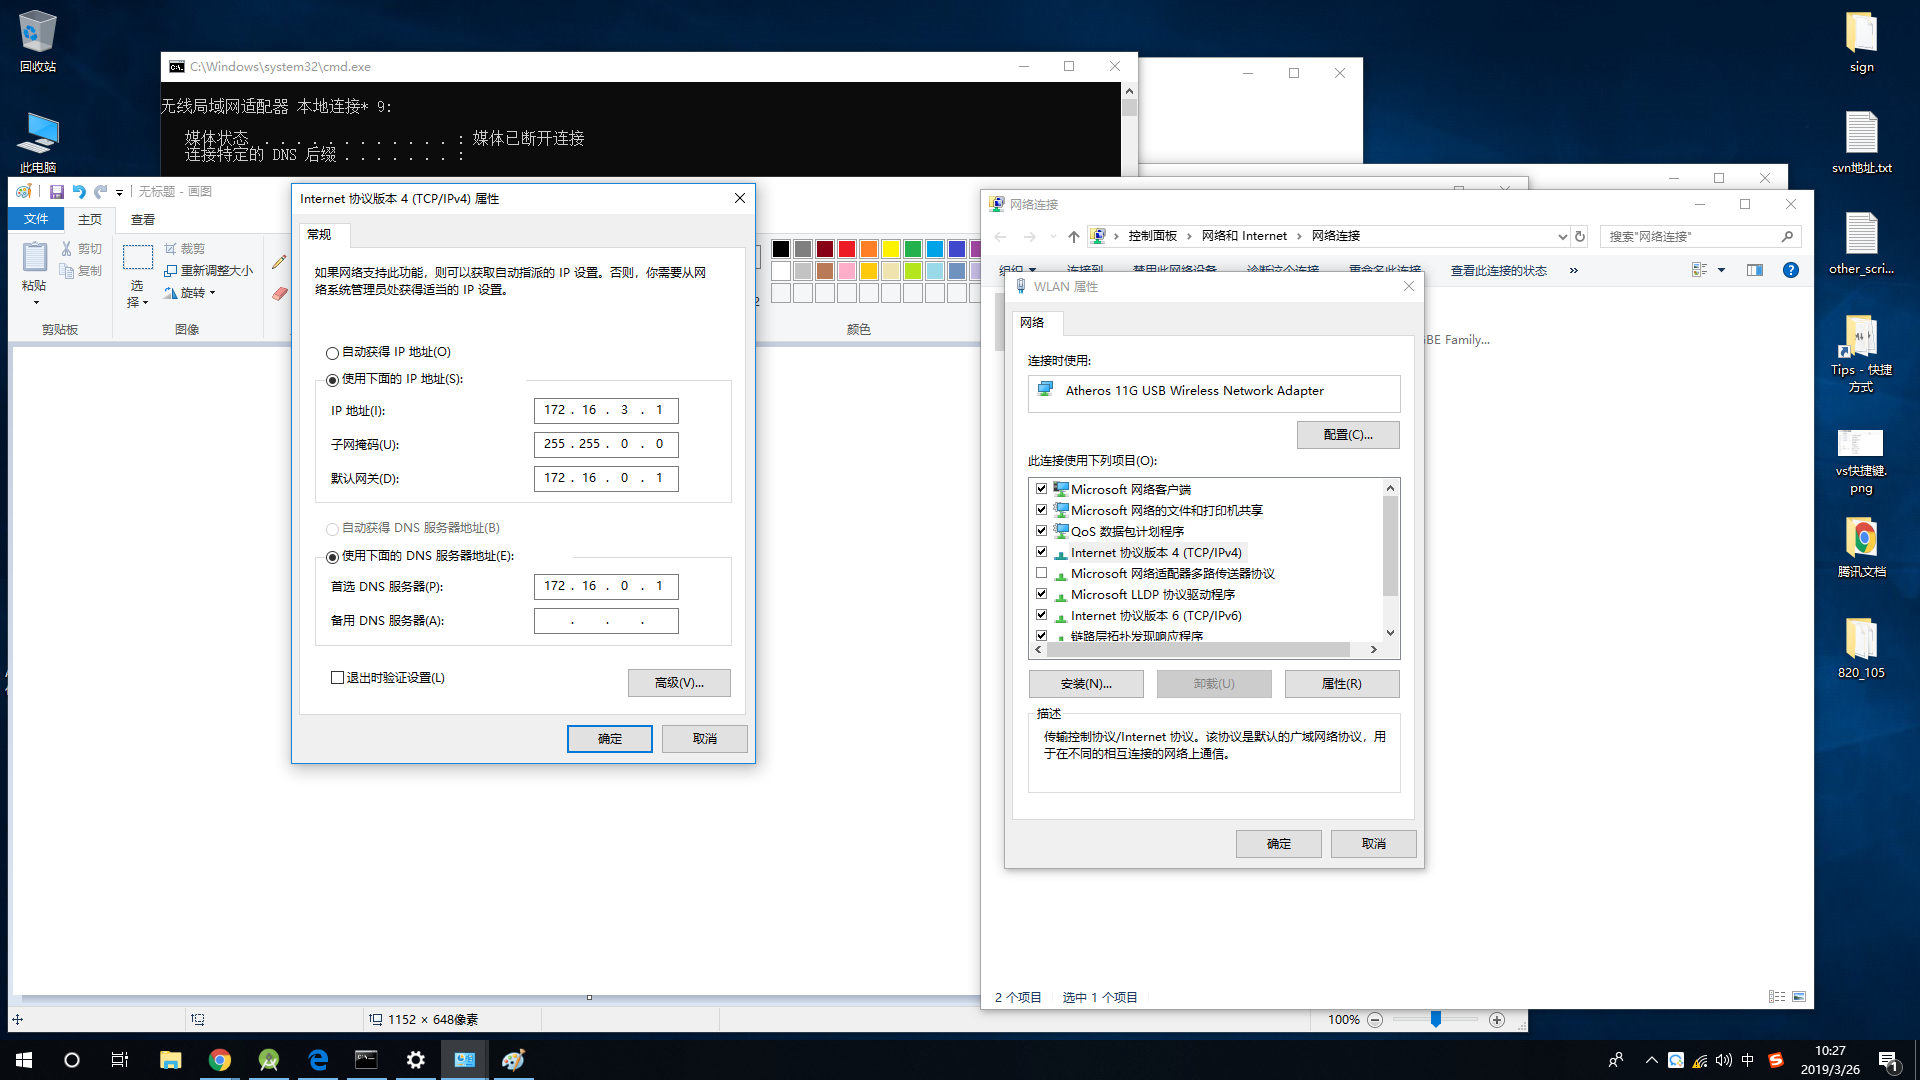 回收站
此电脑
C:\Windows\system32\cmd.exe
无线局域网适配器 本地连接* 9:
媒体状态 . . . . . . . . . . . . : 媒体已断开连接
连接特定的 DNS 后缀 . . . . . . . :
无标题 - 画图
文件
主页
查看
粘贴
剪切
复制
剪贴板
选
择
裁剪
重新调整大小
旋转
图像
颜色
1152 × 648像素
100%
Internet 协议版本 4 (TCP/IPv4) 属性
常规
如果网络支持此功能，则可以获取自动指派的 IP 设置。否则，你需要从网
络系统管理员处获得适当的 IP 设置。
自动获得 IP 地址(O)
使用下面的 IP 地址(S):
IP 地址(I):
172 . 16 . 3 . 1
子网掩码(U):
255 . 255 . 0 . 0
默认网关(D):
172 . 16 . 0 . 1
自动获得 DNS 服务器地址(B)
使用下面的 DNS 服务器地址(E):
首选 DNS 服务器(P):
172 . 16 . 0 . 1
备用 DNS 服务器(A):
. . .
退出时验证设置(L)
高级(V)...
确定
取消
网络连接
控制面板
网络和 Internet
网络连接
搜索"网络连接"
组织
连接到
禁用此网络设备
诊断这个连接
重命名此连接
查看此连接的状态
»
BE Family...
2 个项目
选中 1 个项目
WLAN 属性
网络
连接时使用:
Atheros 11G USB Wireless Network Adapter
配置(C)...
此连接使用下列项目(O):
Microsoft 网络客户端
Microsoft 网络的文件和打印机共享
QoS 数据包计划程序
Internet 协议版本 4 (TCP/IPv4)
Microsoft 网络适配器多路传送器协议
Microsoft LLDP 协议驱动程序
Internet 协议版本 6 (TCP/IPv6)
链路层拓扑发现响应程序
安装(N)...
卸载(U)
属性(R)
描述
传输控制协议/Internet 协议。该协议是默认的广域网络协议，用
于在不同的相互连接的网络上通信。
确定
取消
sign
svn地址.txt
other_scri...
Tips - 快捷
方式
vs快捷键.
png
腾讯文档
820_105
中
10:27
2019/3/26
1